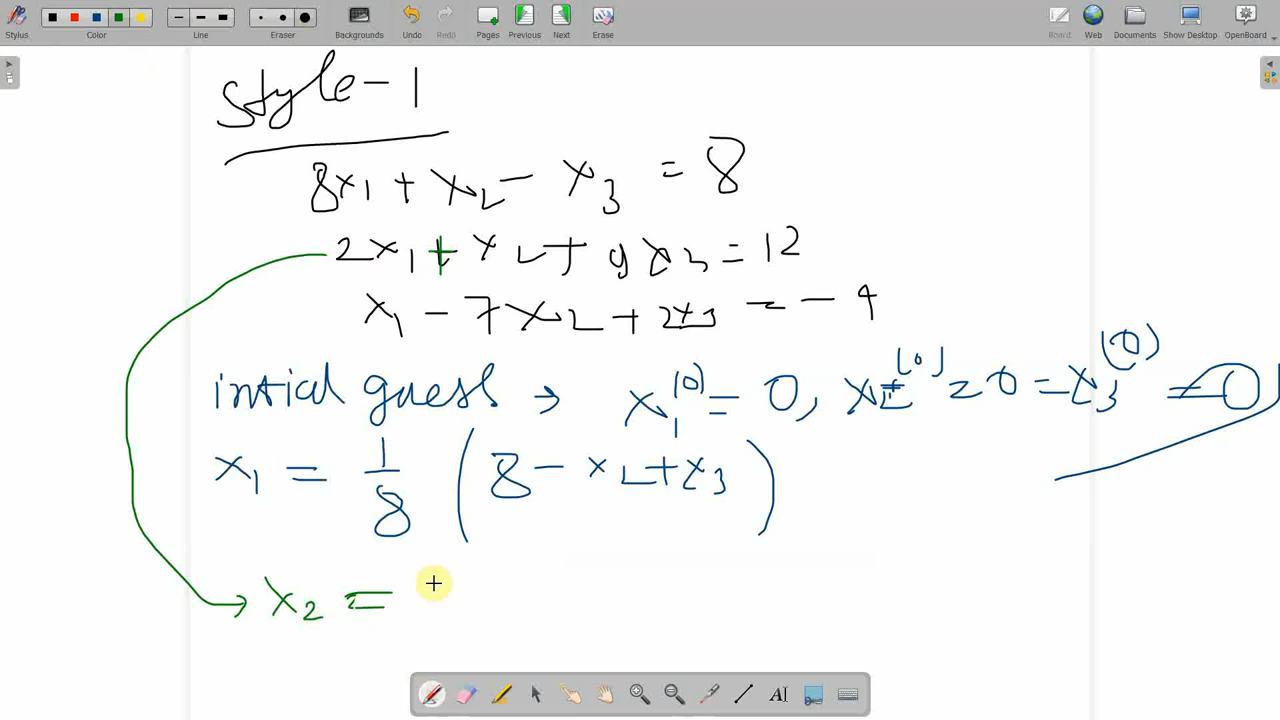 Stylus Color Line Eraser Backgrounds Undo Redo Pages Previous Next Erase Board Web Documents Show Desktop OpenBoard
Style-1
8x₁ + x₂ - x₃ = 8
2x₁ + x₂ + 9x₃ = 12
x₁ - 7x₂ + 2x₃ = -4
intial guess → x₁⁽⁰⁾ = 0, x₂⁽⁰⁾ = 0 = x₃⁽⁰⁾ = 0,
x₁ = 1/8 (8 - x₂ + x₃)
→ x₂ =